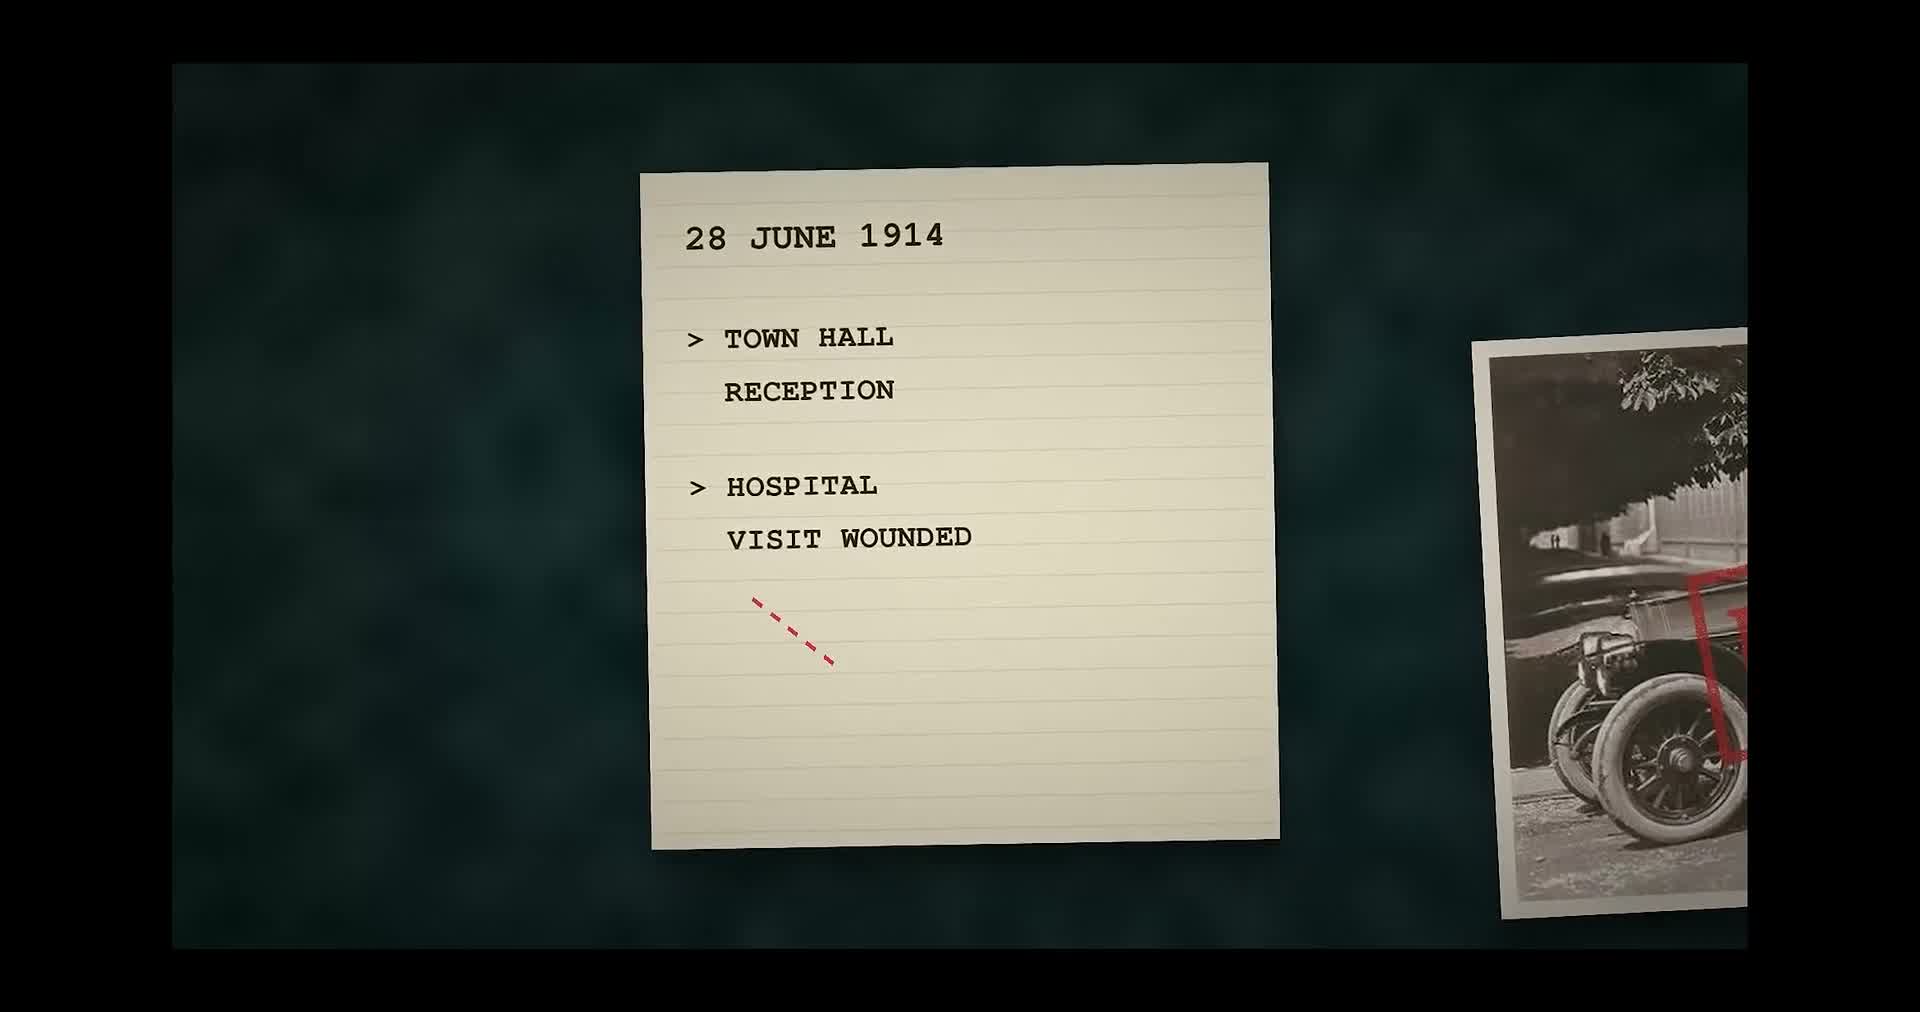 28 JUNE 1914
> TOWN HALL
RECEPTION
> HOSPITAL
VISIT WOUNDED